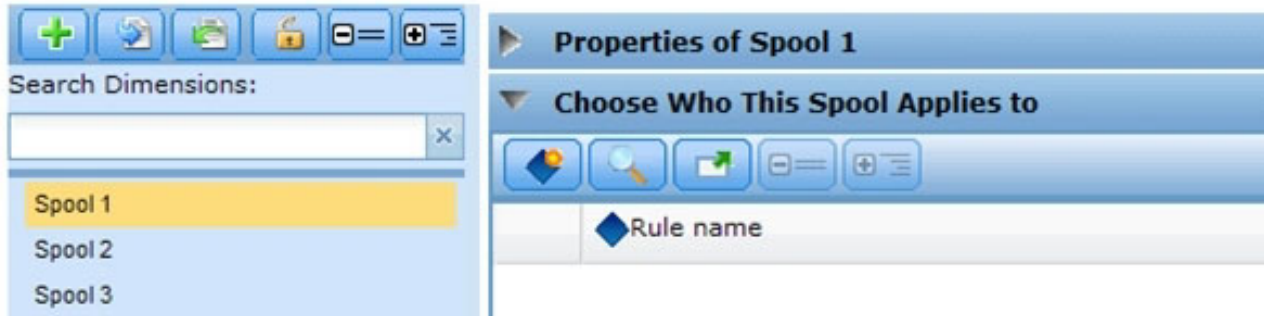 Search Dimensions:
Spool 1
Spool 2
Spool 3
Properties of Spool 1
Choose Who This Spool Applies to
Rule name